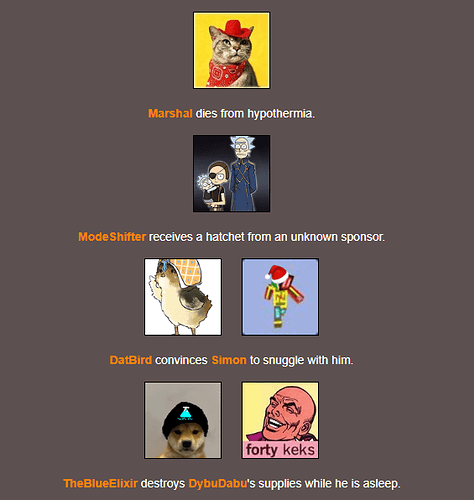 Marshal dies from hypothermia.
ModeShifter receives a hatchet from an unknown sponsor.
DatBird convinces Simon to snuggle with him.
forty keks
TheBlueElixir destroys DybuDabu's supplies while he is asleep.